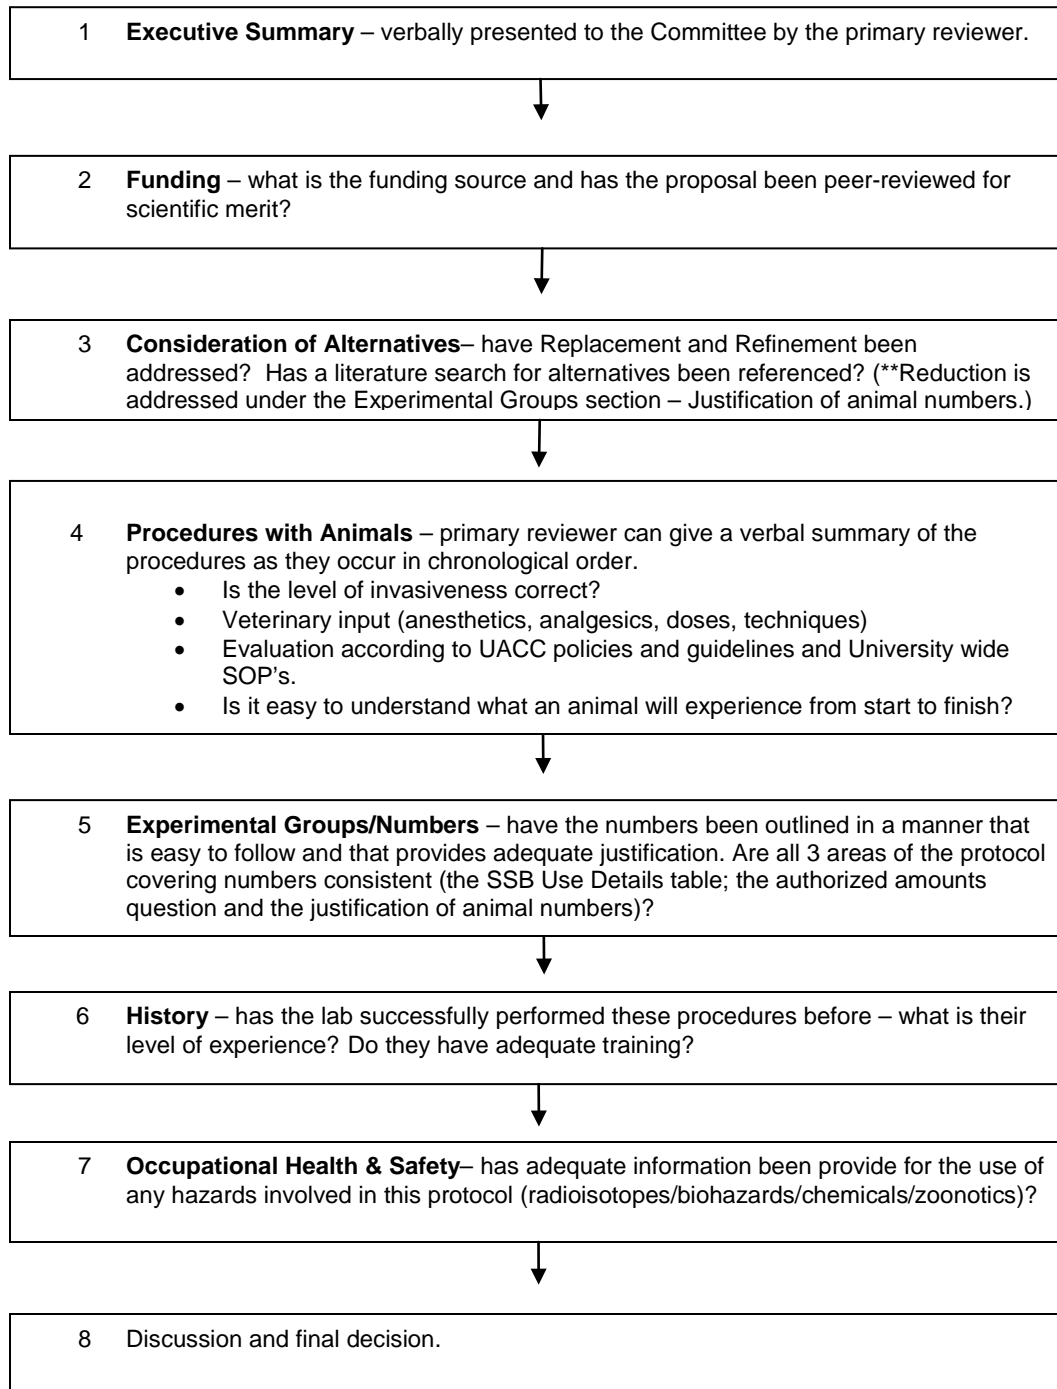 1 Executive Summary – verbally presented to the Committee by the primary reviewer.
2 Funding – what is the funding source and has the proposal been peer-reviewed for
scientific merit?
3 Consideration of Alternatives– have Replacement and Refinement been
addressed?  Has a literature search for alternatives been referenced? (**Reduction is
addressed under the Experimental Groups section – Justification of animal numbers.)
4 Procedures with Animals – primary reviewer can give a verbal summary of the
procedures as they occur in chronological order.
• Is the level of invasiveness correct?
• Veterinary input (anesthetics, analgesics, doses, techniques)
• Evaluation according to UACC policies and guidelines and University wide
SOP's.
• Is it easy to understand what an animal will experience from start to finish?
5 Experimental Groups/Numbers – have the numbers been outlined in a manner that
is easy to follow and that provides adequate justification. Are all 3 areas of the protocol
covering numbers consistent (the SSB Use Details table; the authorized amounts
question and the justification of animal numbers)?
6 History – has the lab successfully performed these procedures before – what is their
level of experience? Do they have adequate training?
7 Occupational Health & Safety– has adequate information been provide for the use of
any hazards involved in this protocol (radioisotopes/biohazards/chemicals/zoonotics)?
8 Discussion and final decision.